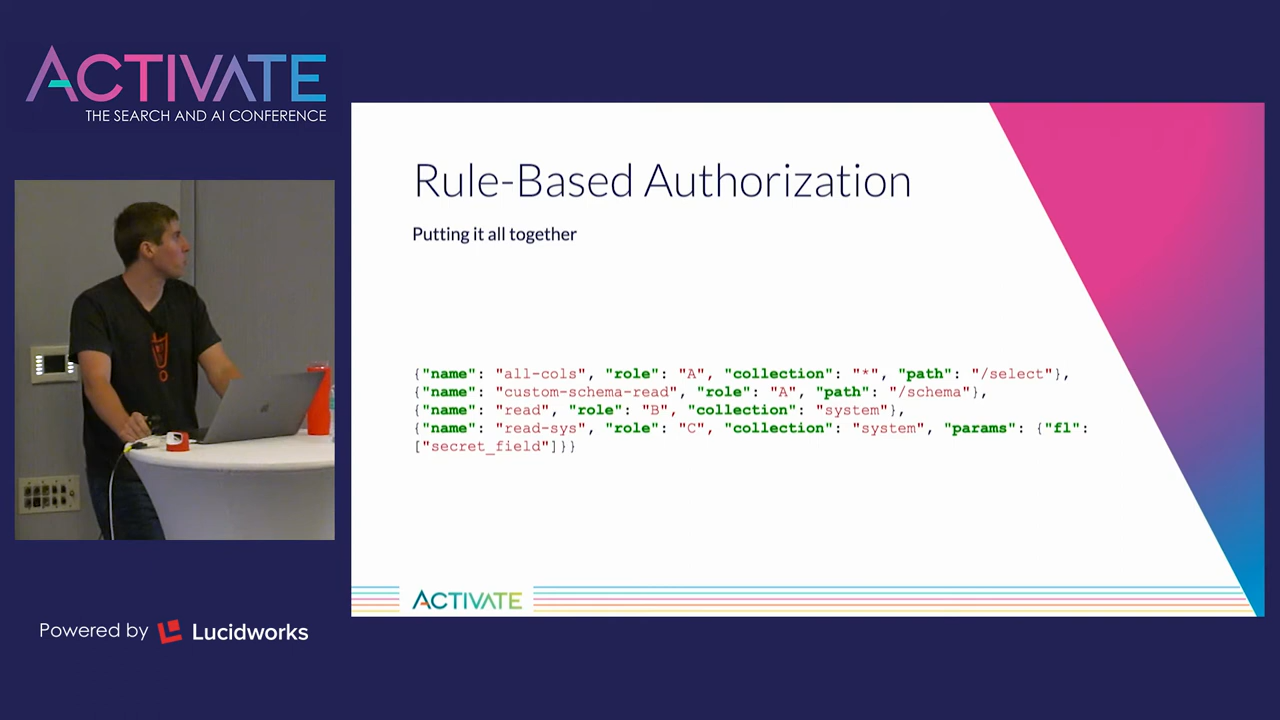 ACTIVATE
THE SEARCH AND AI CONFERENCE
Rule-Based Authorization
Putting it all together
{"name": "all-cols", "role": "A", "collection": "*", "path": "/select"},
{"name": "custom-schema-read", "role": "A", "path": "/schema"},
{"name": "read", "role": "B", "collection": "system"},
{"name": "read-sys", "role": "C", "collection": "system", "params": {"fl":
["secret_field"]}}
ACTIVATE
Powered by Lucidworks